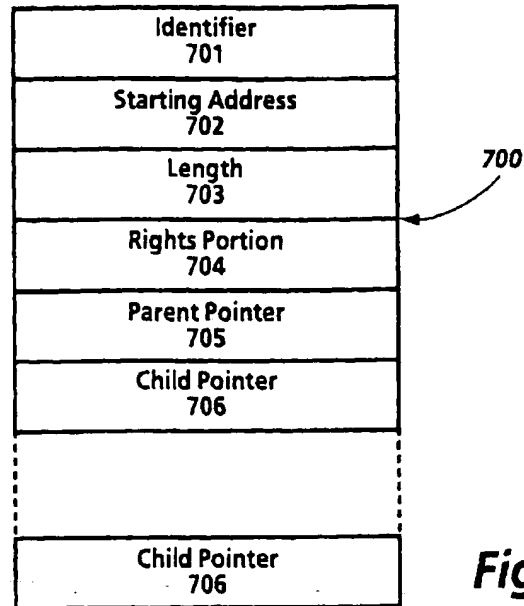 Identifier
701
Starting Address
702
Length
703
700
Rights Portion
704
Parent Pointer
705
Child Pointer
706
Child Pointer
706
Fig